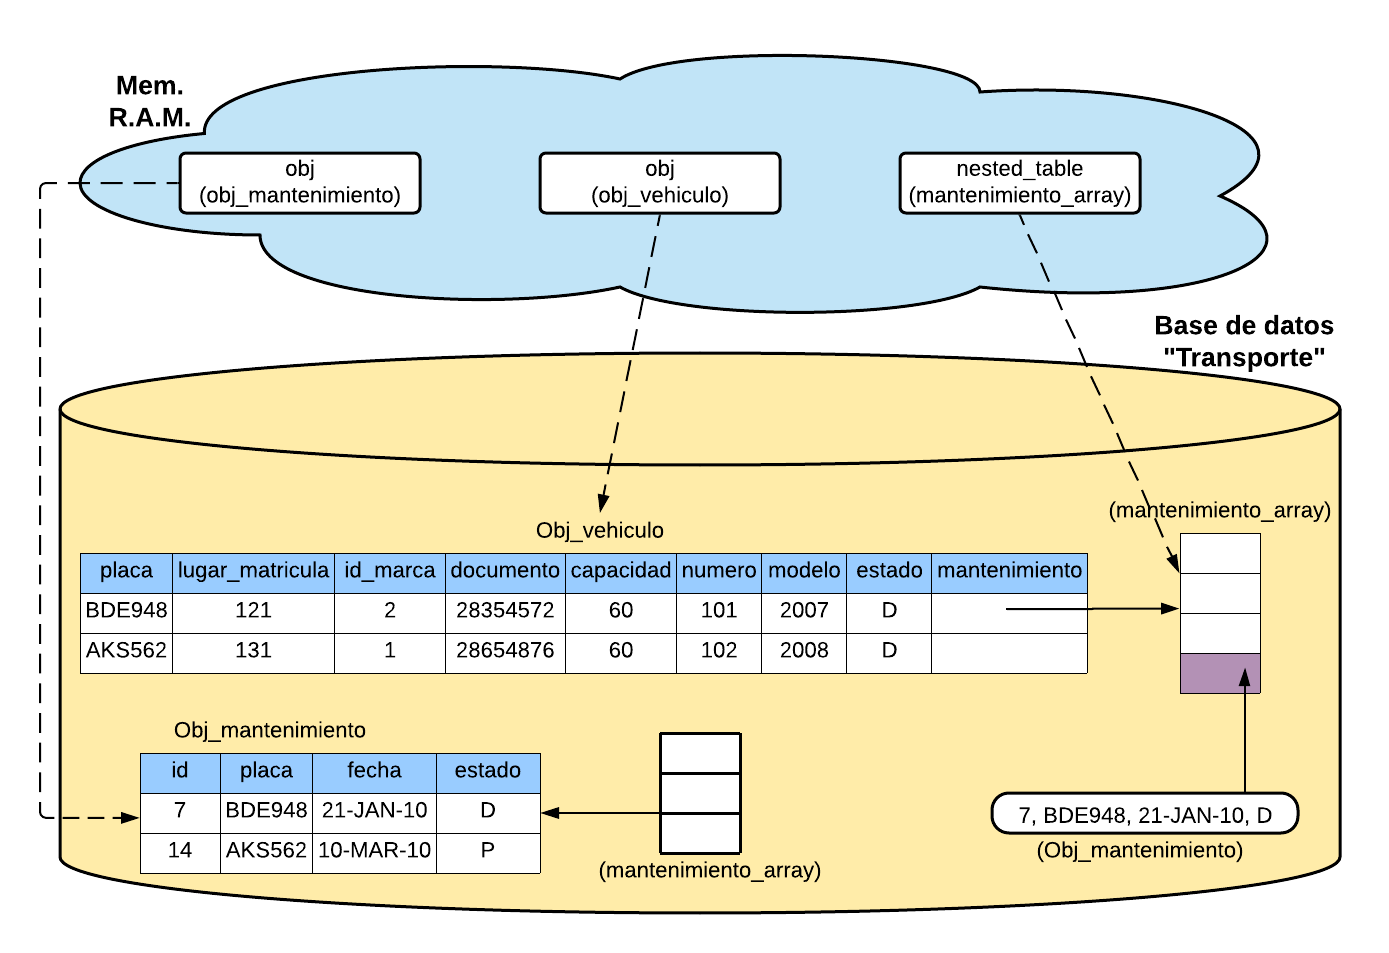 Mem.
R.A.M.
obj
(obj_mantenimiento)
obj
(obj_vehiculo)
nested_table
(mantenimiento_array)
Base de datos
"Transporte"
(mantenimiento_array)
Obj_vehiculo
placa lugar_matricula id_marca documento capacidad numero modelo estado mantenimiento
BDE948 121 2 28354572 60 101 2007 D
AKS562 131 1 28654876 60 102 2008 D
Obj_mantenimiento
id placa fecha estado
7 BDE948 21-JAN-10 D
14 AKS562 10-MAR-10 P
(mantenimiento_array)
7, BDE948, 21-JAN-10, D
(Obj_mantenimiento)